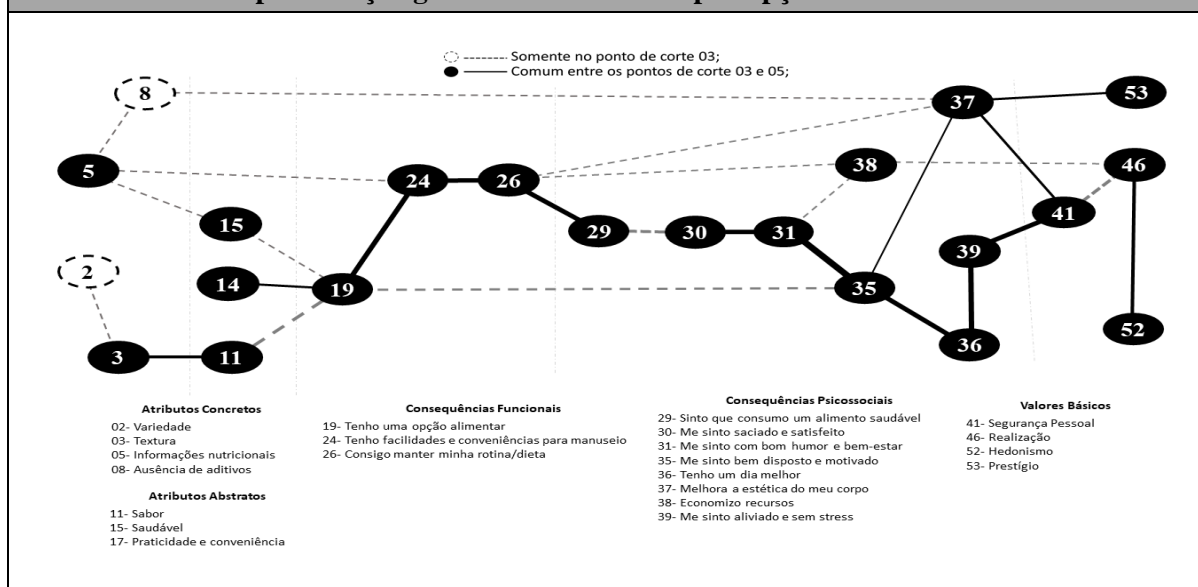 Somente no ponto de corte 03;
Comum entre os pontos de corte 03 e 05;
8
37
53
5
24
26
38
46
15
29
30
31
41
2
14
19
39
35
3
11
36
52
Atributos Concretos
02- Variedade
03- Textura
05- Informações nutricionais
08- Ausência de aditivos
Atributos Abstratos
11- Sabor
15- Saudável
17- Praticidade e conveniência
Consequências Funcionais
19- Tenho uma opção alimentar
24- Tenho facilidades e conveniências para manuseio
26- Consigo manter minha rotina/dieta
Consequências Psicossociais
29- Sinto que consumo um alimento saudável
30- Me sinto saciado e satisfeito
31- Me sinto com bom humor e bem-estar
35- Me sinto bem disposto e motivado
36- Tenho um dia melhor
37- Melhora a estética do meu corpo
38- Economizo recursos
39- Me sinto aliviado e sem stress
Valores Básicos
41- Segurança Pessoal
46- Realização
52- Hedonismo
53- Prestígio